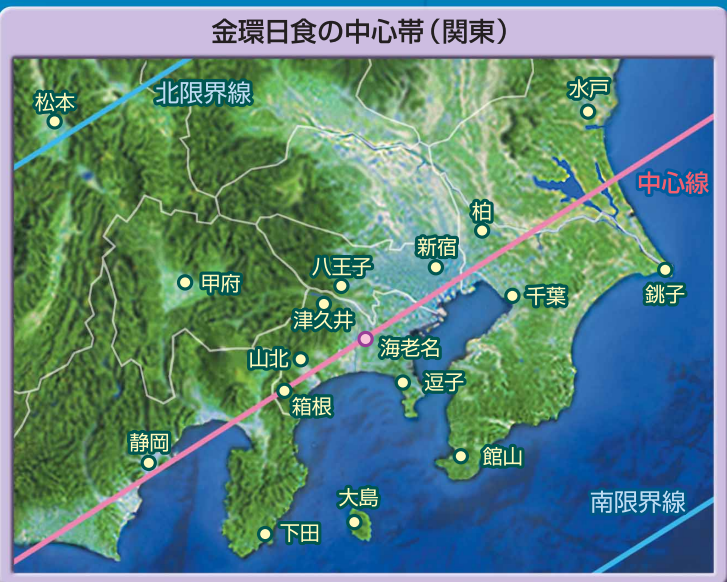 金環日食の中心帯（関東）
松本
北限界線
水戸
中心線
柏
新宿
八王子
甲府
千葉
銚子
津久井
海老名
山北
逗子
箱根
静岡
館山
大島
南限界線
下田